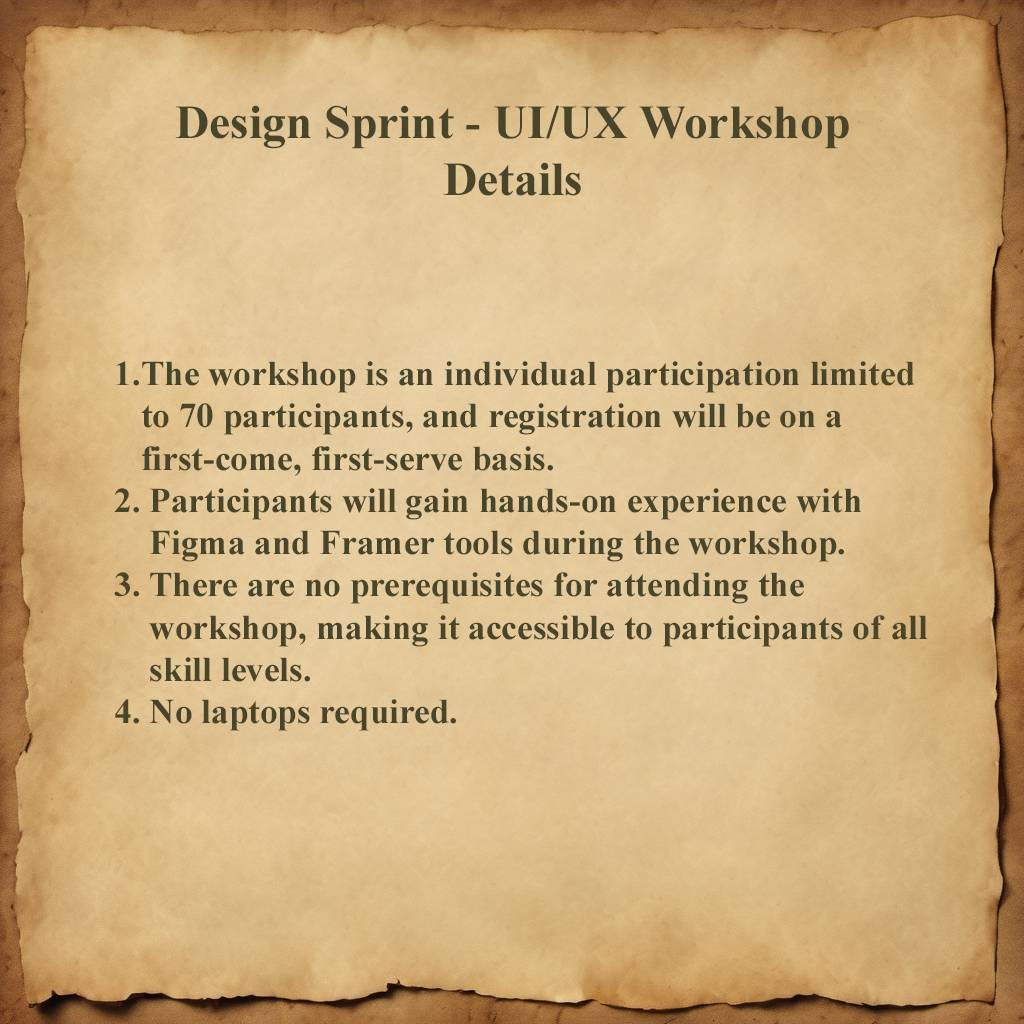 Design Sprint - UI/UX Workshop
Details
1.The workshop is an individual participation limited
to 70 participants, and registration will be on a
first-come, first-serve basis.
2. Participants will gain hands-on experience with
Figma and Framer tools during the workshop.
3. There are no prerequisites for attending the
workshop, making it accessible to participants of all
skill levels.
4. No laptops required.